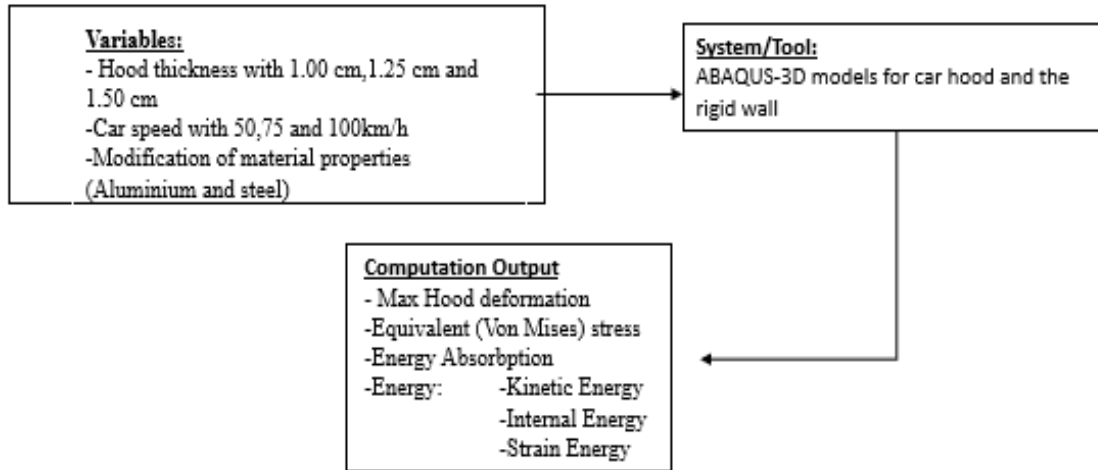 Variables:
- Hood thickness with 1.00 cm,1.25 cm and
1.50 cm
-Car speed with 50,75 and 100km/h
-Modification of material properties
(Aluminium and steel)
System/Tool:
ABAQUS-3D models for car hood and the
rigid wall
Computation Output
- Max Hood deformation
-Equivalent (Von Mises) stress
-Energy Absorbption
-Energy: -Kinetic Energy
-Internal Energy
-Strain Energy